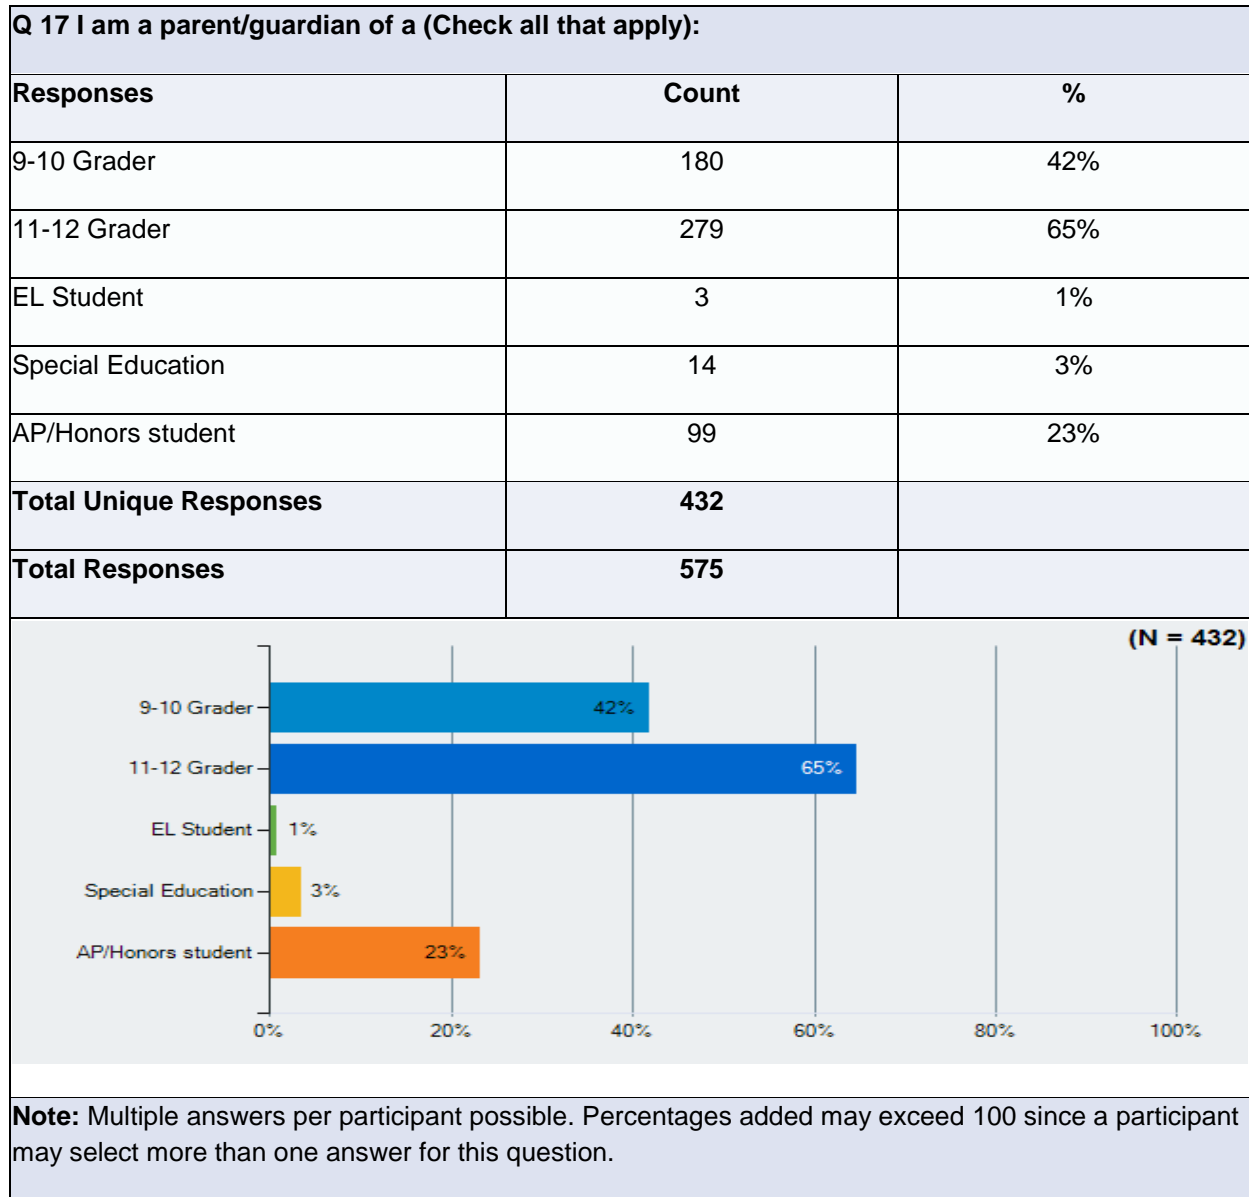 Q 17 I am a parent/guardian of a (Check all that apply):
Responses Count %
9-10 Grader 180 42%
11-12 Grader 279 65%
EL Student 3 1%
Special Education 14 3%
AP/Honors student 99 23%
Total Unique Responses 432
Total Responses 575
(N = 432)
9-10 Grader 42%
11-12 Grader 65%
EL Student 1%
Special Education 3%
AP/Honors student 23%
0% 20% 40% 60% 80% 100%
Note: Multiple answers per participant possible. Percentages added may exceed 100 since a participant
may select more than one answer for this question.